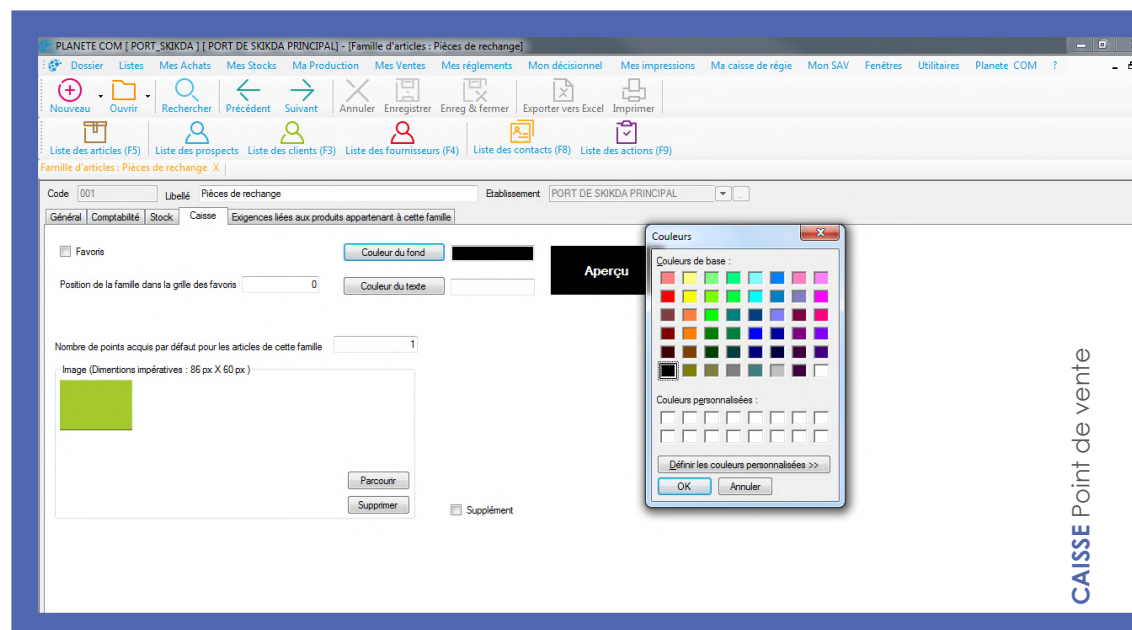 PLANETE COM [ PORT_SKIKDA ] [ PORT DE SKIKDA PRINCIPAL] - [Famille d'articles : Pièces de rechange]
Dossier Listes Mes Achats Mes Stocks Ma Production Mes Ventes Mes règlements Mon décisionnel Mes impressions Ma caisse de régie Mon SAV Fenêtres Utilitaires Planete COM ?
Nouveau Ouvrir Rechercher Précédent Suivant Annuler Enregistrer Enreg & fermer Exporter vers Excel Imprimer
Liste des articles (F5) Liste des prospects Liste des clients (F3) Liste des fournisseurs (F4) Liste des contacts (F8) Liste des actions (F9)
Famille d'articles : Pièces de rechange X
Code 001 Libellé Pièces de rechange Etablissement PORT DE SKIKDA PRINCIPAL
Général Comptabilité Stock Caisse Exigences liées aux produits appartenant à cette famille
Favoris
Couleur du fond
Aperçu
Position de la famille dans la grille des favoris 0
Couleur du texte
Nombre de points acquis par défaut pour les articles de cette famille 1
Image (Dimentions impératives : 86 px X 60 px )
Parcourir
Supprimer
Supplément
Couleurs
Couleurs de base :
Couleurs personnalisées :
Définir les couleurs personnalisées >>
OK Annuler
CAISSE Point de vente